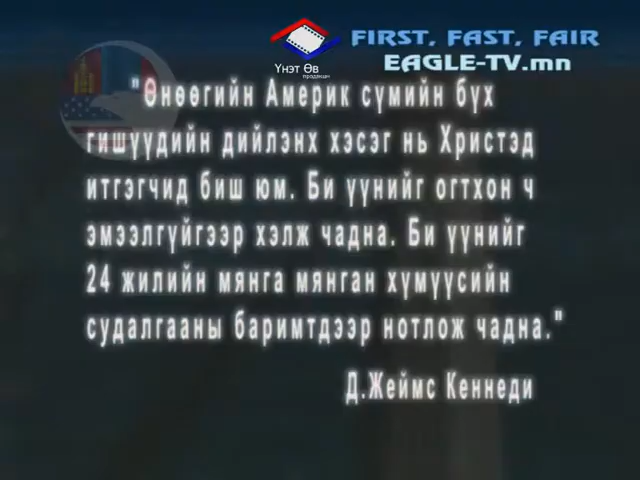 FIRST, FAST, FAIR
EAGLE-TV.mn
Үнэт Өв
продакшн
"Өнөөгийн Америк сүмийн бүх
гишүүдийн дийлэнх хэсэг нь Христэд
итгэгчид биш юм. Би үүнийг огтхон ч
эмээлгүйгээр хэлж чадна. Би үүнийг
24 жилийн мянга мянган хүмүүсийн
судалгааны баримтдээр нотлож чадна."
Д.Жеймс Кеннеди